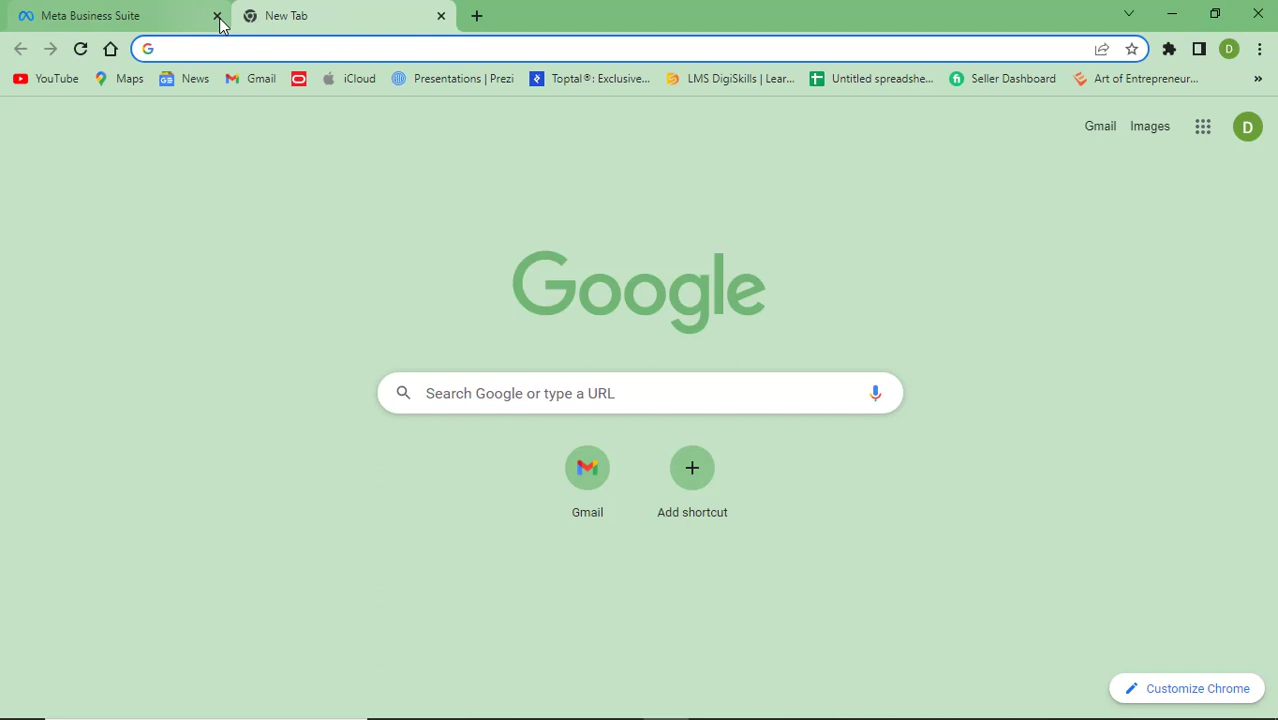 Meta Business Suite
New Tab
YouTube Maps News Gmail iCloud Presentations | Prezi Toptal®: Exclusive... LMS DigiSkills | Lear... Untitled spreadshe... Seller Dashboard Art of Entrepreneur... »
Gmail Images D
Google
Search Google or type a URL
Gmail
Add shortcut
Customize Chrome